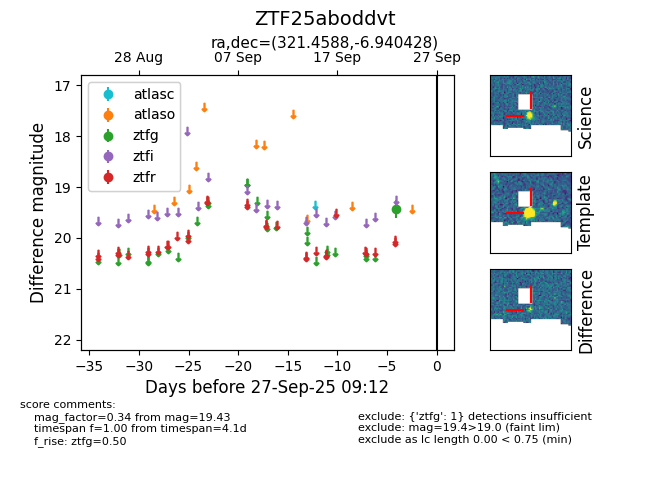 ZTF25aboddvt
ra,dec=(321.4588,-6.940428)
28 Aug 07 Sep 17 Sep 27 Sep
17
18
19
20
21
22
Difference magnitude
atlasc
atlaso
ztfg
ztfi
ztfr
−35 −30 −25 −20 −15 −10 −5 0
Days before 27-Sep-25 09:12
Science
Template
Difference
score comments:
mag_factor=0.34 from mag=19.43
timespan f=1.00 from timespan=4.1d
f_rise: ztfg=0.50
exclude: {'ztfg': 1} detections insufficient
exclude: mag=19.4>19.0 (faint lim)
exclude as lc length 0.00 < 0.75 (min)